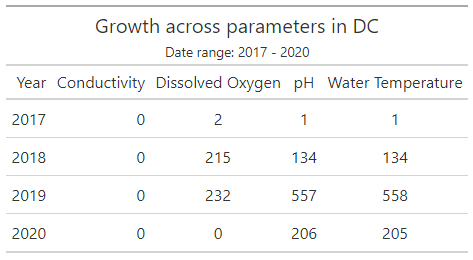 Growth across parameters in DC
Date range: 2017 - 2020
Year Conductivity Dissolved Oxygen pH Water Temperature
2017 0 2 1 1
2018 0 215 134 134
2019 0 232 557 558
2020 0 0 206 205